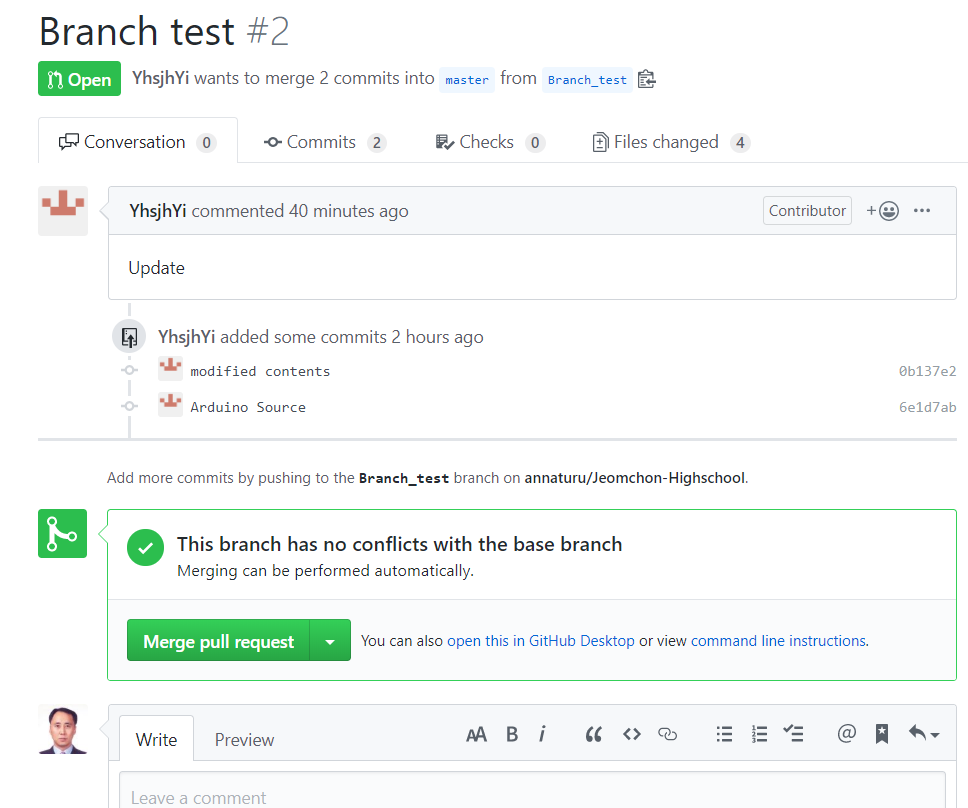 Branch test #2
Open YhsjhYi wants to merge 2 commits into master from Branch_test
Conversation 0 Commits 2 Checks 0 Files changed 4
YhsjhYi commented 40 minutes ago Contributor + ...
Update
YhsjhYi added some commits 2 hours ago
modified contents 0b137e2
Arduino Source 6e1d7ab
Add more commits by pushing to the Branch_test branch on annaturu/Jeomchon-Highschool.
This branch has no conflicts with the base branch
Merging can be performed automatically.
Merge pull request You can also open this in GitHub Desktop or view command line instructions.
Write Preview AA B i “ <> @
Leave a comment